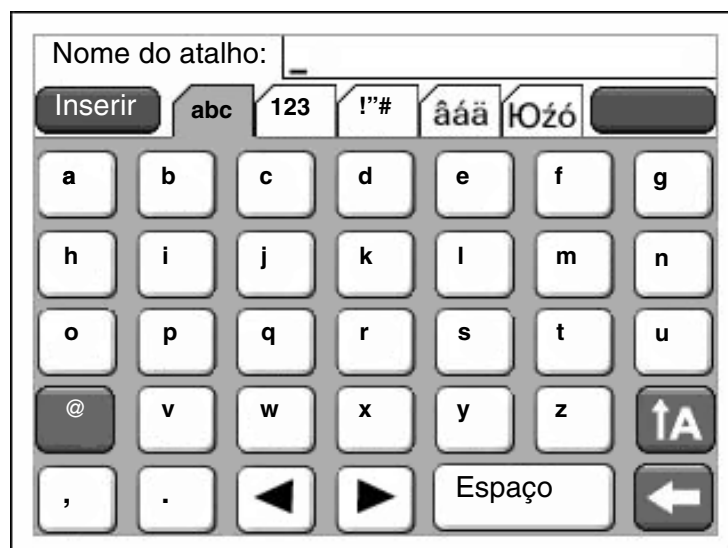 Nome do atalho: _
Inserir abc 123 !”# âáä Юźó
a b c d e f g
h i j k l m n
o p q r s t u
@ v w x y z ↑A
, . ◀ ▶ Espaço ←